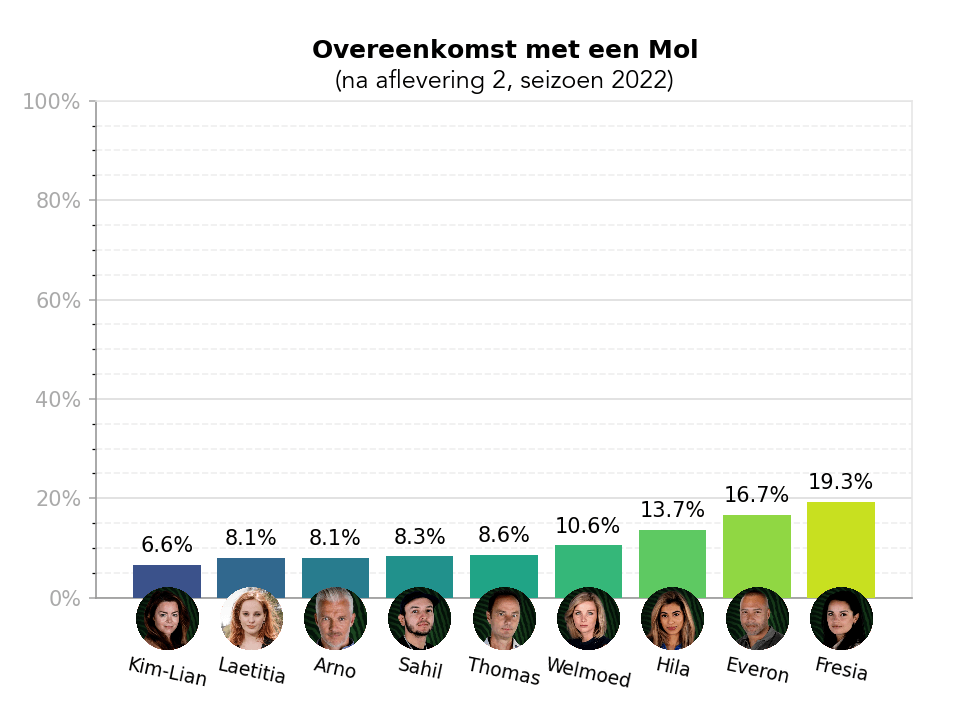 Overeenkomst met een Mol
(na aflevering 2, seizoen 2022)
100%
80%
60%
40%
20%
0%
6.6%
8.1%
8.1%
8.3%
8.6%
10.6%
13.7%
16.7%
19.3%
Kim-Lian
Laetitia
Arno
Sahil
Thomas
Welmoed
Hila
Everon
Fresia